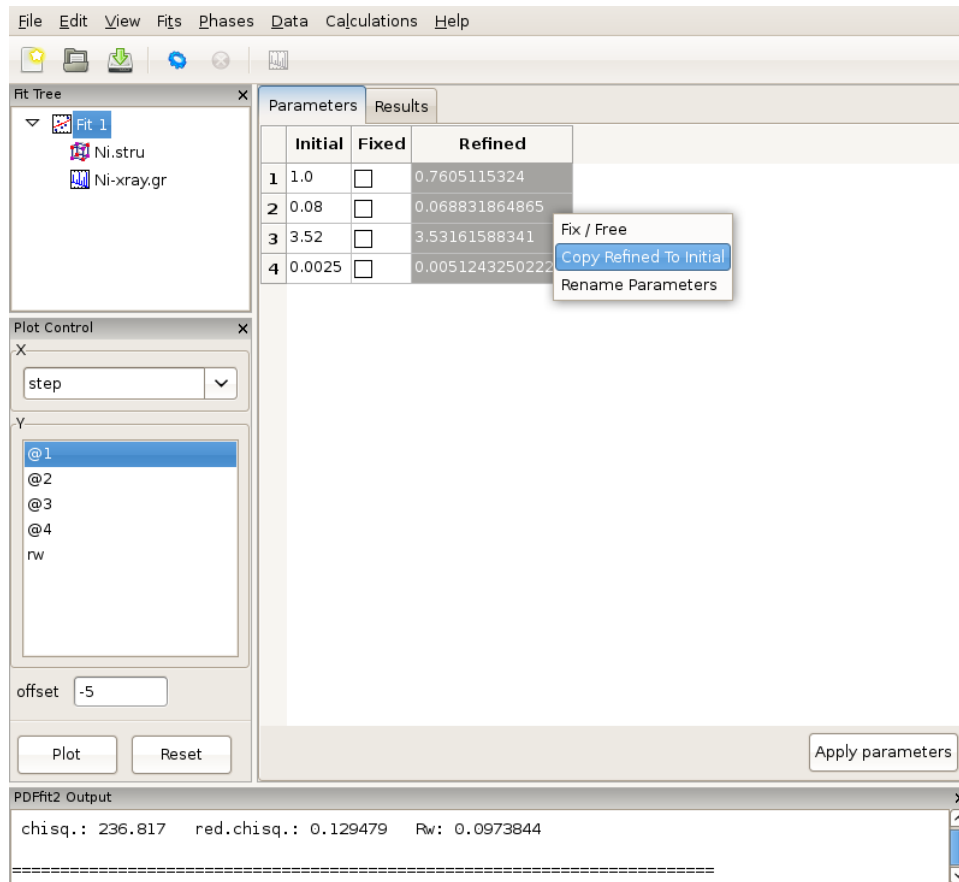 File Edit View Fits Phases Data Calculations Help
Fit Tree x
Fit 1
Ni.stru
Ni-xray.gr
Parameters Results
Initial Fixed Refined
1 1.0 0.7605115324
2 0.08 0.068831864865
3 3.52 3.53161588341
4 0.0025 0.0051243250222
Fix / Free
Copy Refined To Initial
Rename Parameters
Plot Control x
X
step
Y
@1
@2
@3
@4
rw
offset -5
Plot Reset
Apply parameters
PDFfit2 Output x
chisq.: 236.817 red.chisq.: 0.129479 Rw: 0.0973844
=========================================================================